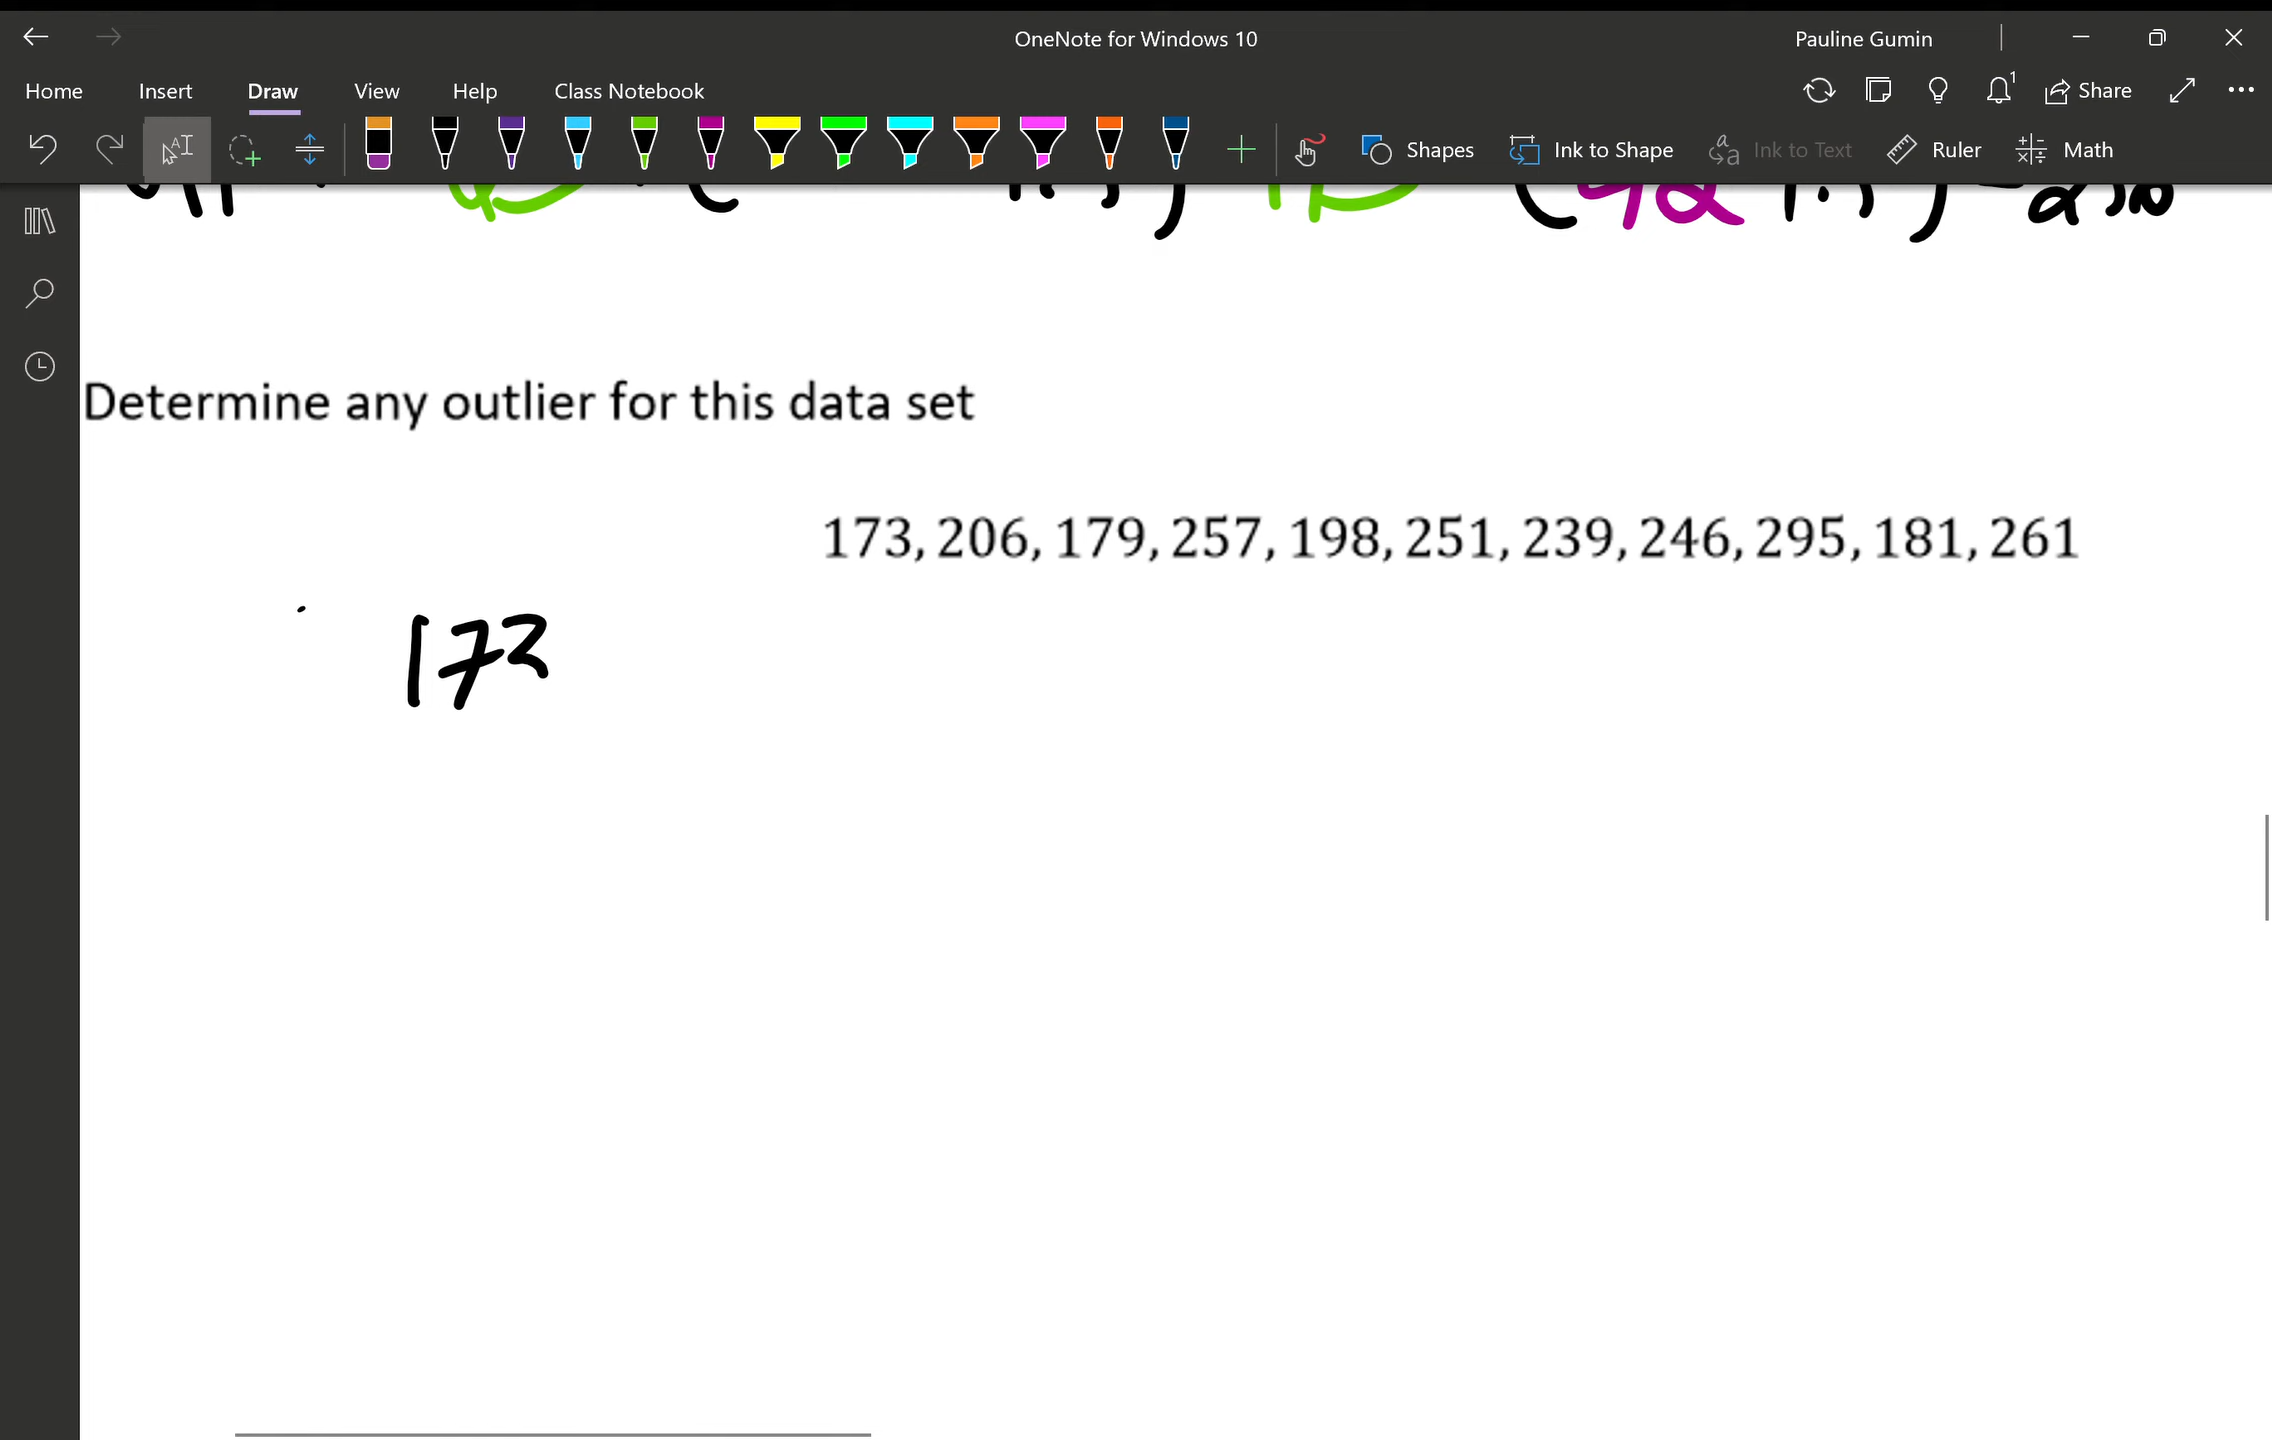 OneNote for Windows 10
Pauline Gumin
Home Insert Draw View Help Class Notebook
1 Share
Shapes Ink to Shape Ink to Text Ruler Math
Determine any outlier for this data set
173, 206, 179, 257, 198, 251, 239, 246, 295, 181, 261
173